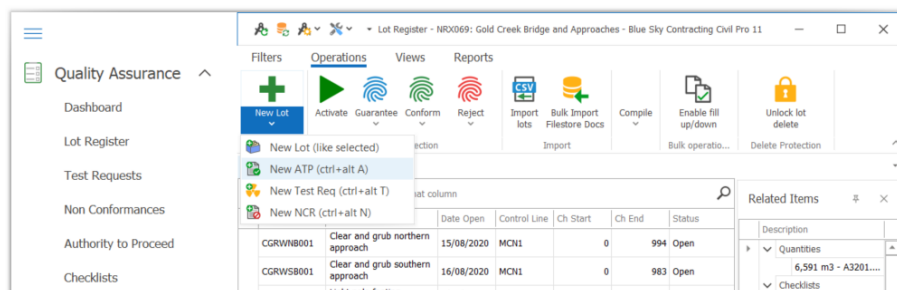 Lot Register - NRX069: Gold Creek Bridge and Approaches - Blue Sky Contracting Civil Pro 11
Quality Assurance
Dashboard
Lot Register
Test Requests
Non Conformances
Authority to Proceed
Checklists
Filters Operations Views Reports
New Lot Activate Guarantee Conform Reject CSV Import lots Bulk Import Filestore Docs Compile Enable fill up/down Unlock lot delete
ection Import Bulk operatio... Delete Protection
New Lot (like selected)
New ATP (ctrl+alt A)
New Test Req (ctrl+alt T)
New NCR (ctrl+alt N)
hat column
Date Open Control Line Ch Start Ch End Status
CGRWNB001 Clear and grub northern approach 15/08/2020 MCN1 0 994 Open
CGRWSB001 Clear and grub southern approach 16/08/2020 MCN1 0 983 Open
Related Items
Description
Quantities
6,591 m3 - A3201....
Checklists